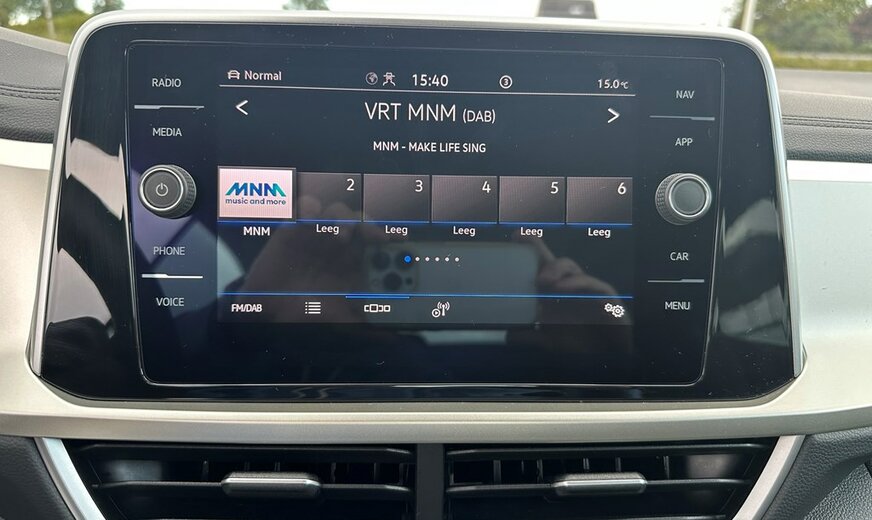 RADIO
MEDIA
PHONE
VOICE
Normal
15:40
3
15.0°C
VRT MNM (DAB)
MNM - MAKE LIFE SING
MNM
music and more
2
3
4
5
6
MNM
Leeg
Leeg
Leeg
Leeg
Leeg
FM/DAB
NAV
APP
CAR
MENU